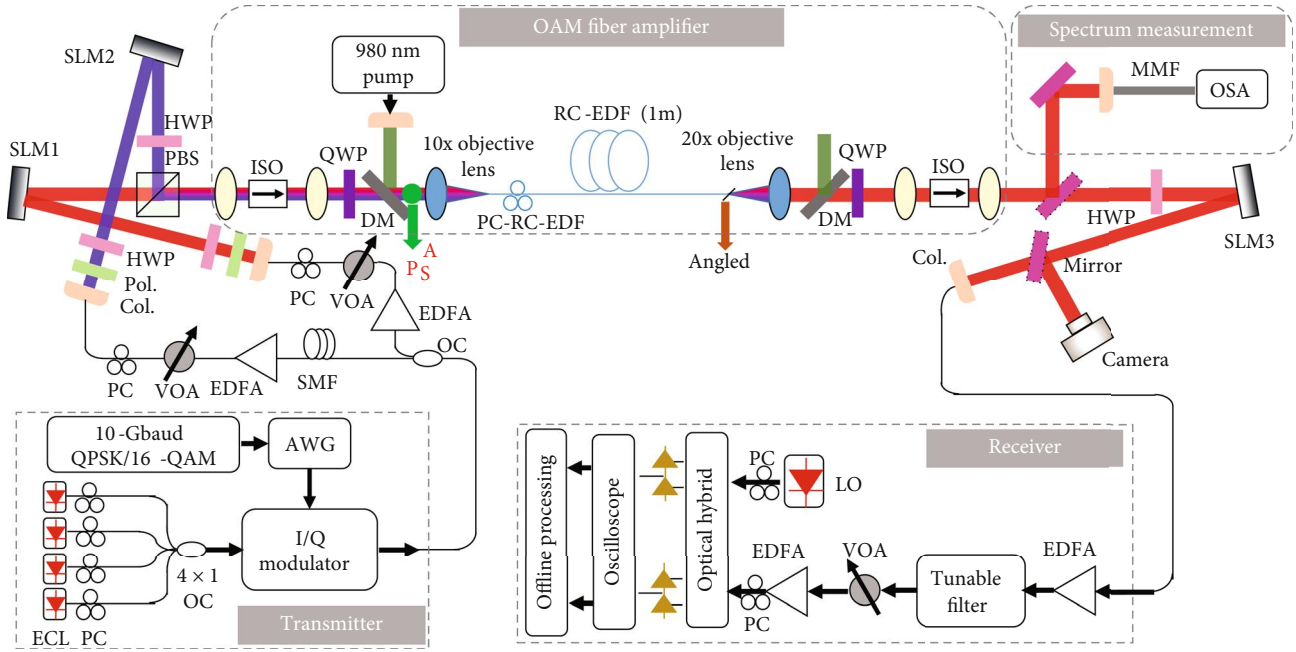 OAM fiber amplifier
Spectrum measurement
SLM2
980 nm
pump
MMF
OSA
RC-EDF (1m)
HWP
PBS
SLM1
ISO
QWP
10x objective
lens
20x objective
lens
QWP
ISO
DM
PC-RC-EDF
DM
HWP
SLM3
A
P S
Angled
HWP
Pol.
Col.
PC
VOA
EDFA
Col.
Mirror
Camera
OC
PC
VOA
EDFA
SMF
10 -Gbaud
QPSK/16 -QAM
AWG
I/Q
modulator
4 × 1
OC
ECL
PC
Transmitter
Receiver
Offline processing
Oscilloscope
Optical hybrid
PC
LO
EDFA
VOA
Tunable
filter
EDFA
PC